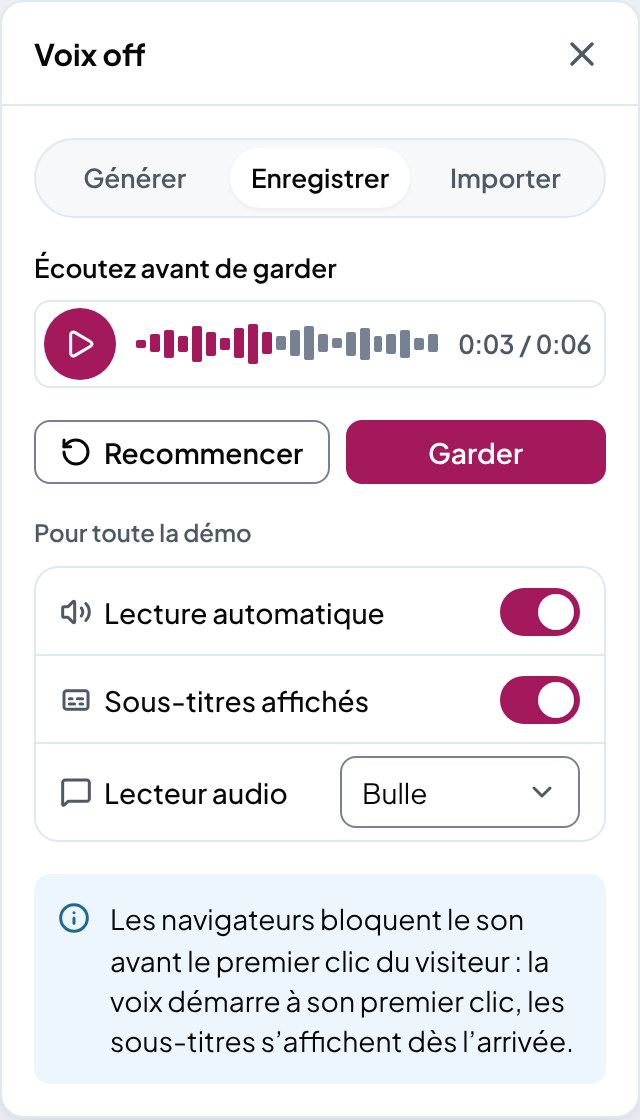 Voix off
Générer
Enregistrer
Importer
Écoutez avant de garder
0:03 / 0:06
Recommencer
Garder
Pour toute la démo
Lecture automatique
Sous-titres affichés
Lecteur audio
Bulle
Les navigateurs bloquent le son
avant le premier clic du visiteur : la
voix démarre à son premier clic, les
sous-titres s’affichent dès l’arrivée.